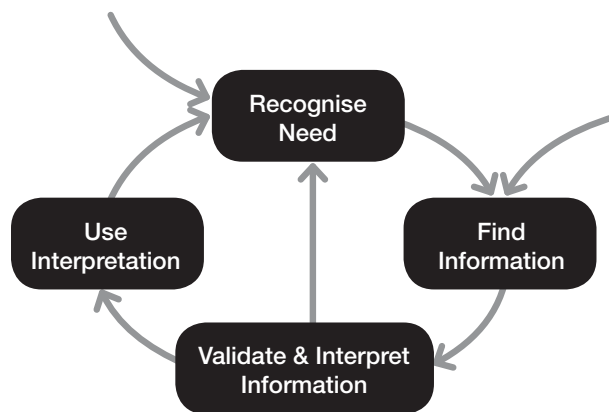 Recognise
Need
Use
Interpretation
Find
Information
Validate & Interpret
Information